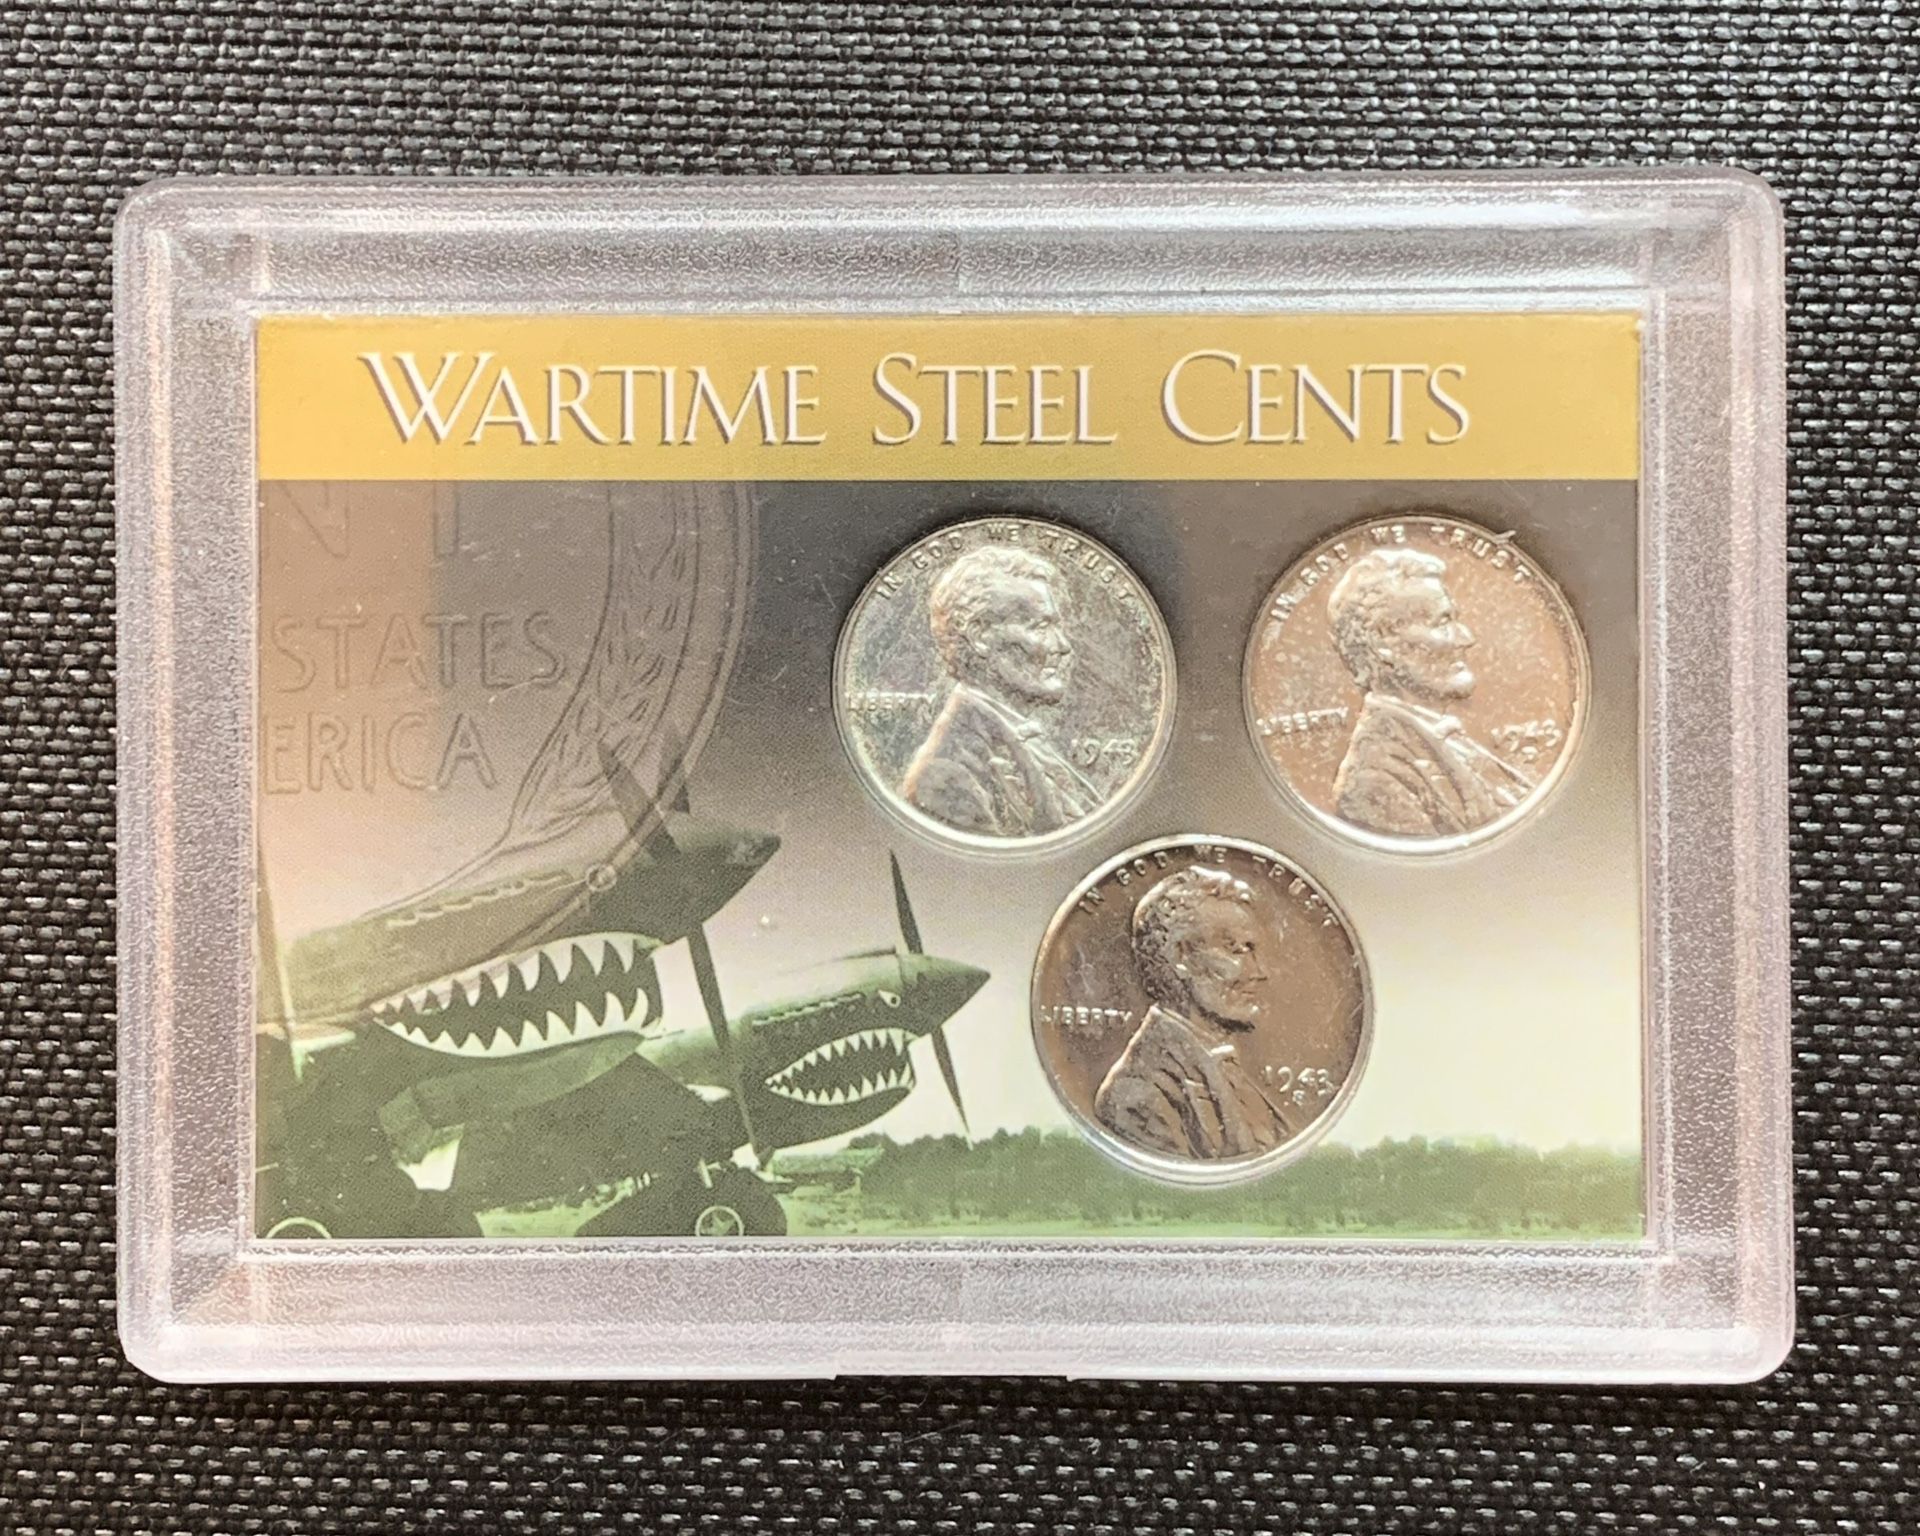 WARTIME STEEL CENTS
NT
STATES
ERICA
IN GOD WE TRUST
LIBERTY
1943
IN GOD WE TRUST
LIBERTY
1943
D
IN GOD WE TRUST
LIBERTY
1943
S